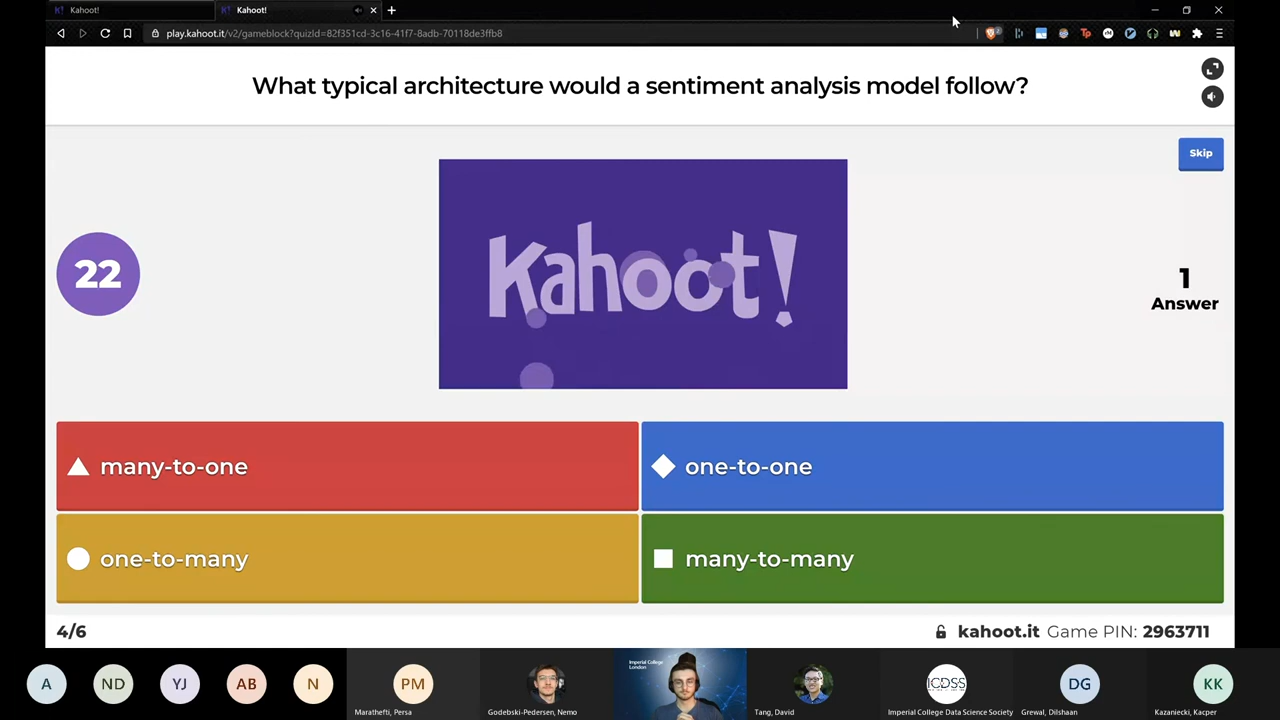 Kahoot!
Kahoot!
play.kahoot.it/v2/gameblock?quizId=82f351cd-3c16-41f7-8adb-70118de3ffb8
What typical architecture would a sentiment analysis model follow?
Skip
22
Kahoot!
1
Answer
many-to-one
one-to-one
one-to-many
many-to-many
4/6
kahoot.it Game PIN: 2963711
A
ND
YJ
AB
N
PM
Imperial College
London
ICDSS
DG
KK
Marathefti, Persa
Godebski-Pedersen, Nemo
Tang, David
Imperial College Data Science Society
Grewal, Dilshaan
Kazaniecki, Kacper